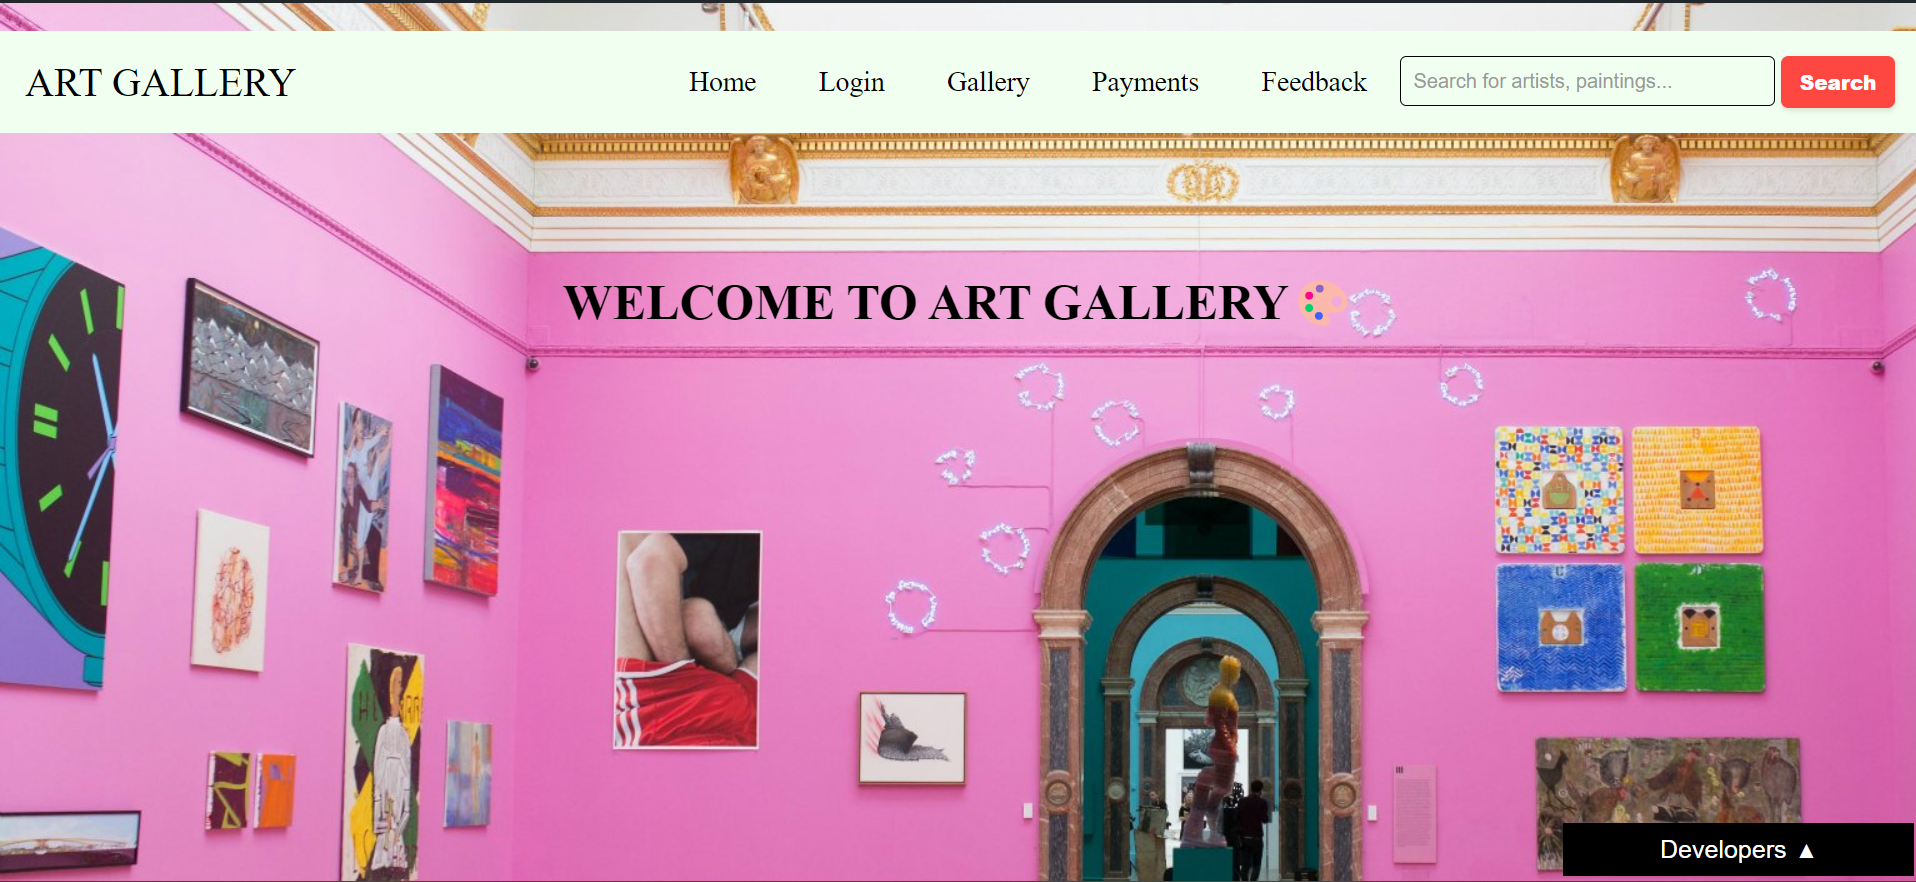 ART GALLERY
Home Login Gallery Payments Feedback Search for artists, paintings... Search
WELCOME TO ART GALLERY
Developers ▲